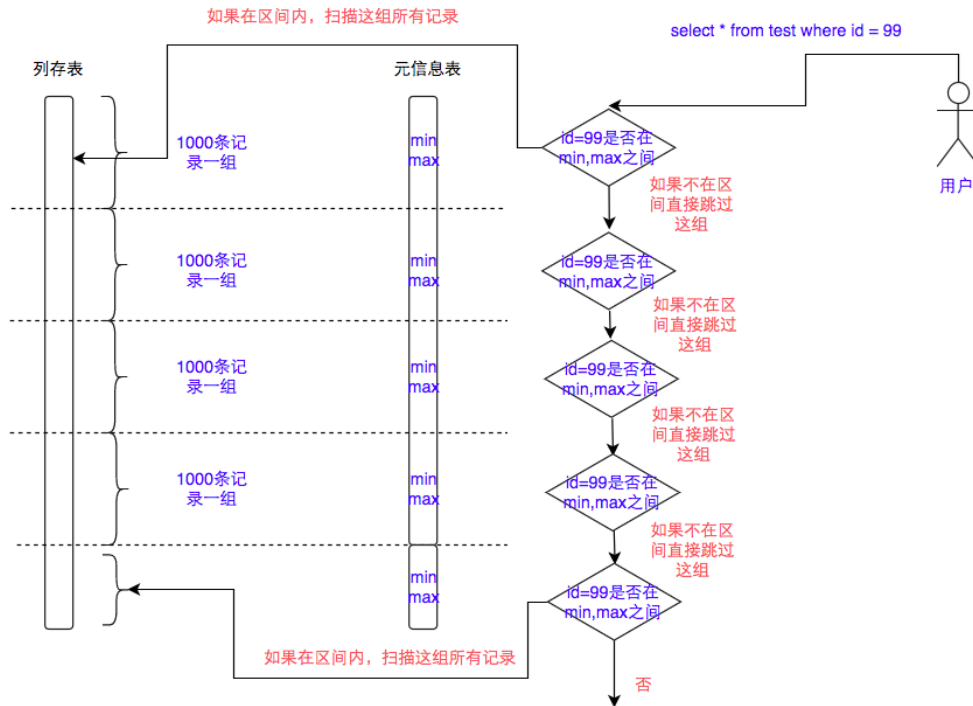 如果在区间内，扫描这组所有记录
select * from test where id = 99
列存表
元信息表
1000条记
录一组
min
max
id=99是否在
min,max之间
用户
如果不在区
间直接跳过
这组
1000条记
录一组
min
max
id=99是否在
min,max之间
如果不在区
间直接跳过
这组
1000条记
录一组
min
max
id=99是否在
min,max之间
如果不在区
间直接跳过
这组
1000条记
录一组
min
max
id=99是否在
min,max之间
如果不在区
间直接跳过
这组
min
max
id=99是否在
min,max之间
如果在区间内，扫描这组所有记录
否